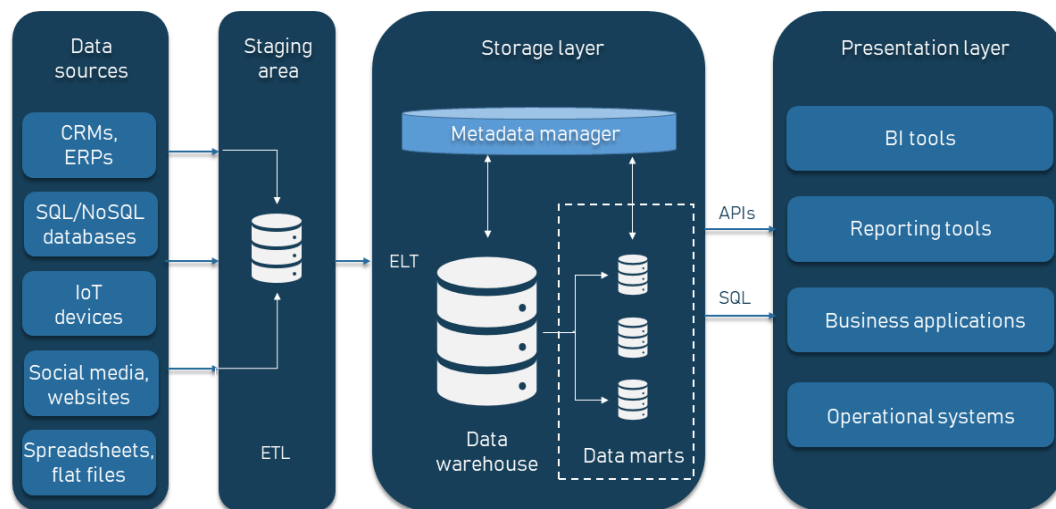 Data
sources
CRMs,
ERPs
SQL/NoSQL
databases
IoT
devices
Social media,
websites
Spreadsheets,
flat files
Staging
area
ETL
Storage layer
Metadata manager
ELT
Data
warehouse
Data marts
APIs
SQL
Presentation layer
BI tools
Reporting tools
Business applications
Operational systems